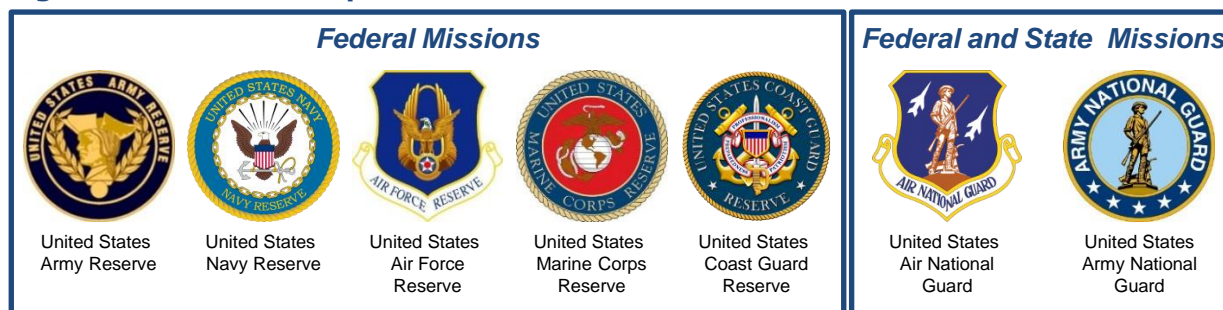 Federal Missions
Federal and State Missions
UNITED STATES ARMY RESERVE
UNITED STATES NAVY
NAVY RESERVE
AIR FORCE RESERVE
UNITED STATES
MARINE CORPS RESERVE
UNITED STATES COAST GUARD
RESERVE
PROFESSIONALISM
PATRIOTISM
AIR NATIONAL GUARD
ARMY NATIONAL GUARD
United States
Army Reserve
United States
Navy Reserve
United States
Air Force
Reserve
United States
Marine Corps
Reserve
United States
Coast Guard
Reserve
United States
Air National
Guard
United States
Army National
Guard